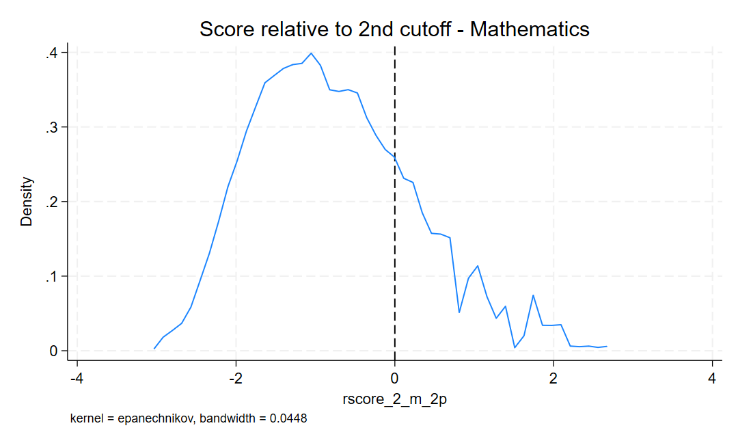 Score relative to 2nd cutoff - Mathematics
.4
.3
.2
.1
0
Density
-4
-2
0
2
4
rscore_2_m_2p
kernel = epanechnikov, bandwidth = 0.0448